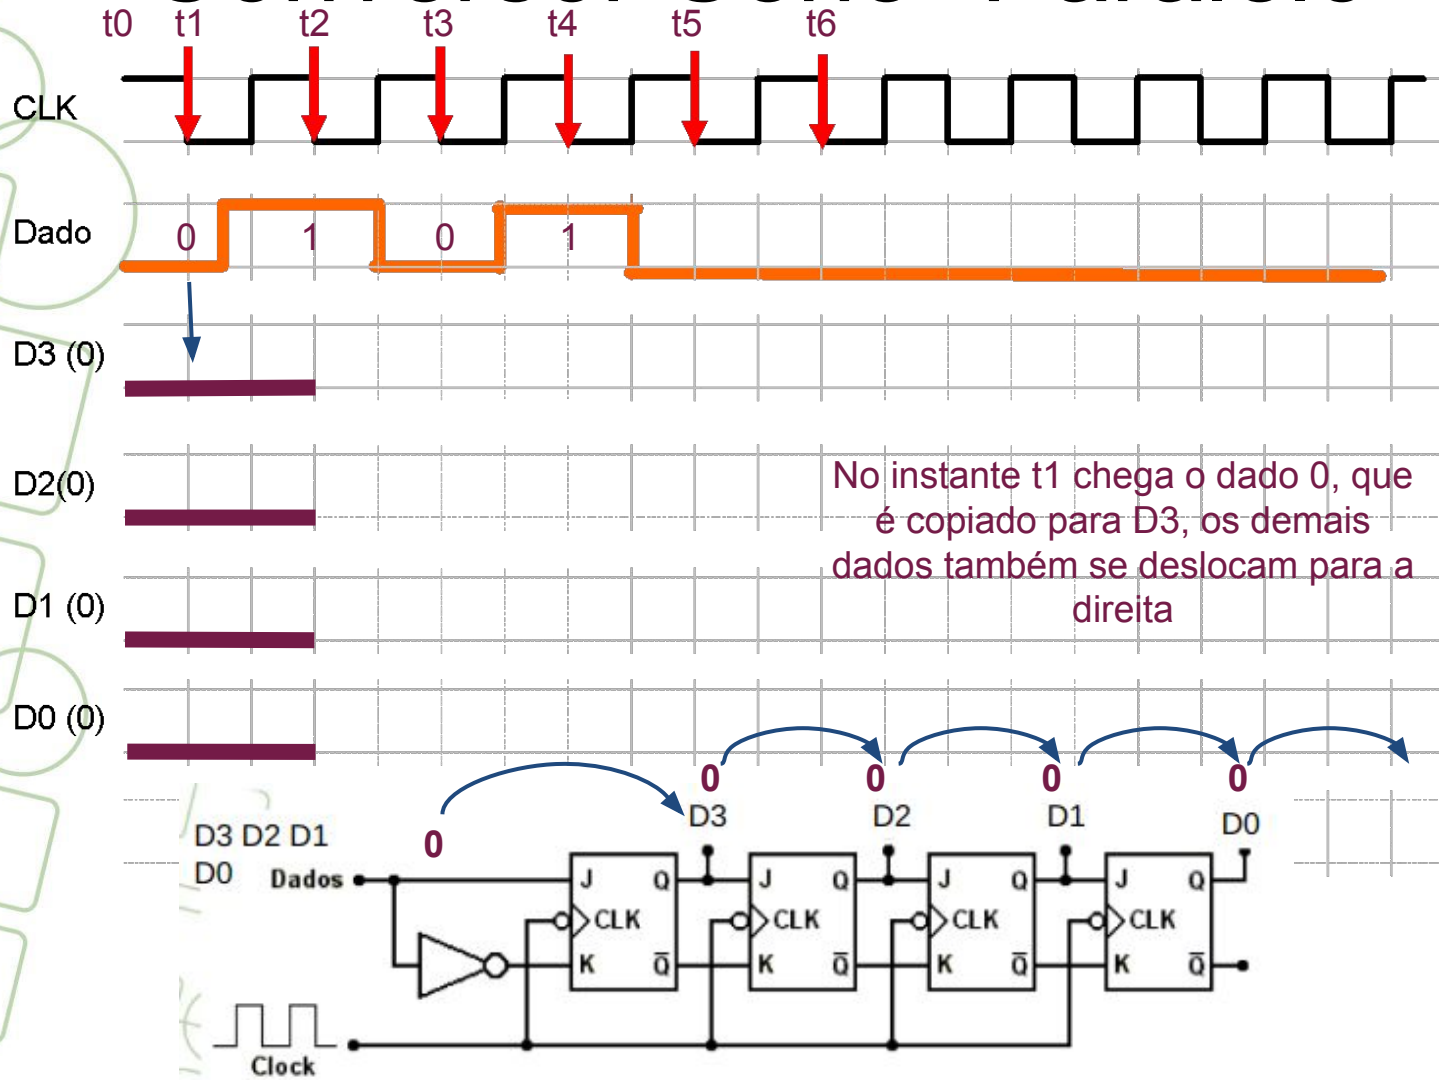 Conversor Série - Paralelo
t0 t1 t2 t3 t4 t5 t6
CLK
Dado 0 1 0 1
D3 (0)
D2(0)
No instante t1 chega o dado 0, que
é copiado para D3, os demais
dados também se deslocam para a
direita
D1 (0)
D0 (0)
0 0 0 0
D3 D2 D1 D0
D3 D2 D1
0
D0
Dados J Q J Q J Q J Q
CLK CLK CLK CLK
K Q̅ K Q̅ K Q̅ K Q̅
Clock